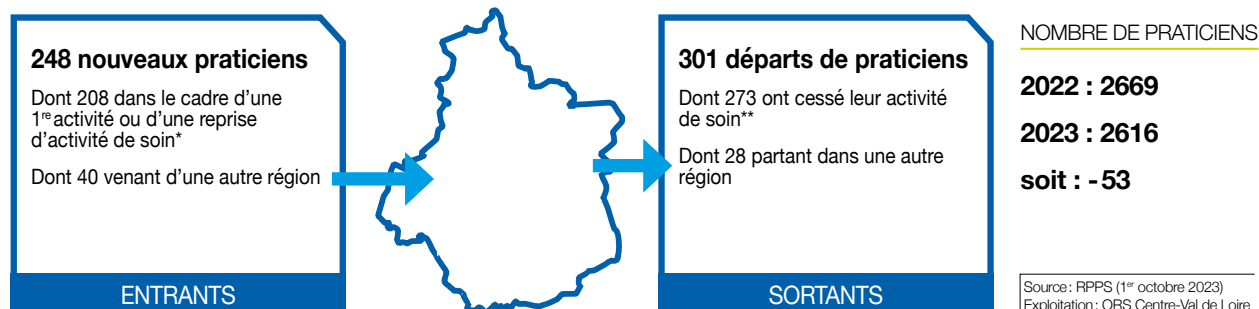 248 nouveaux praticiens
Dont 208 dans le cadre d'une
1re activité ou d'une reprise
d'activité de soin*
Dont 40 venant d'une autre région
ENTRANTS
301 départs de praticiens
Dont 273 ont cessé leur activité
de soin**
Dont 28 partant dans une autre
région
SORTANTS
NOMBRE DE PRATICIENS
2022 : 2669
2023 : 2616
soit : -53
Source : RPPS (1er octobre 2023)
Exploitation : ORS Centre-Val de Loire